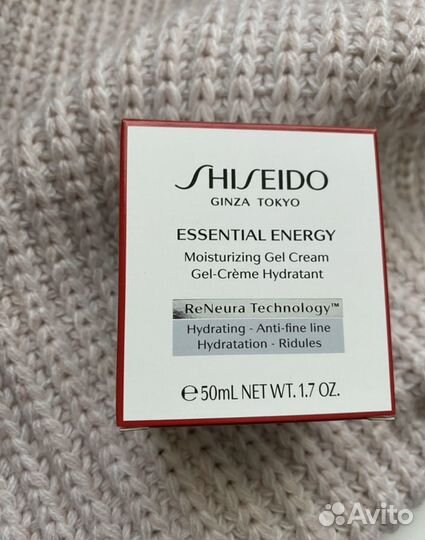 SHISEIDO
GINZA TOKYO
ESSENTIAL ENERGY
Moisturizing Gel Cream
Gel-Crème Hydratant
ReNeura Technology™
Hydrating - Anti-fine line
Hydratation - Ridules
℮50mL NET WT. 1.7 OZ.
Avito